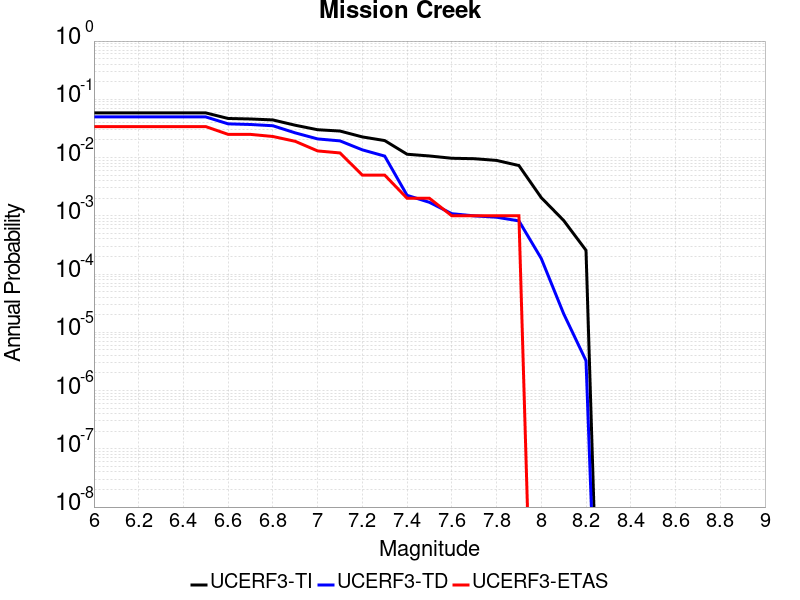 Mission Creek
10^0
10^-1
10^-2
10^-3
10^-4
10^-5
10^-6
10^-7
10^-8
Annual Probability
6 6.2 6.4 6.6 6.8 7 7.2 7.4 7.6 7.8 8 8.2 8.4 8.6 8.8 9
Magnitude
UCERF3-TI UCERF3-TD UCERF3-ETAS